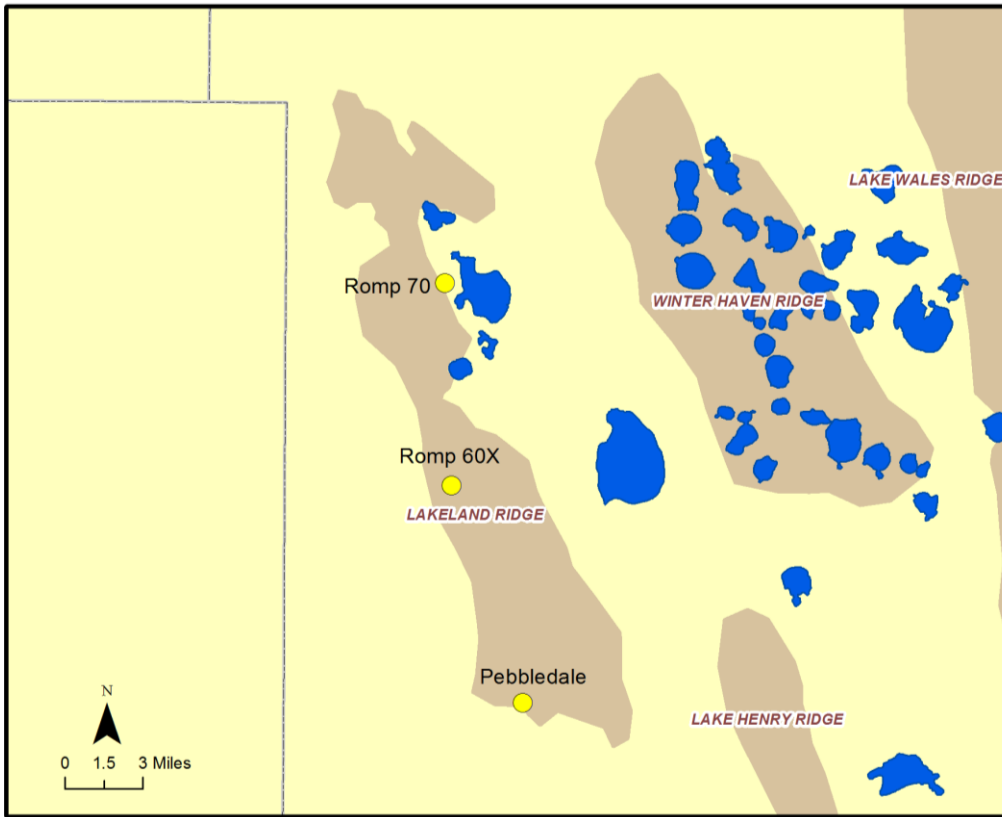 LAKE WALES RIDGE
Romp 70
WINTER HAVEN RIDGE
Romp 60X
LAKELAND RIDGE
Pebbledale
N
LAKE HENRY RIDGE
0 1.5 3 Miles